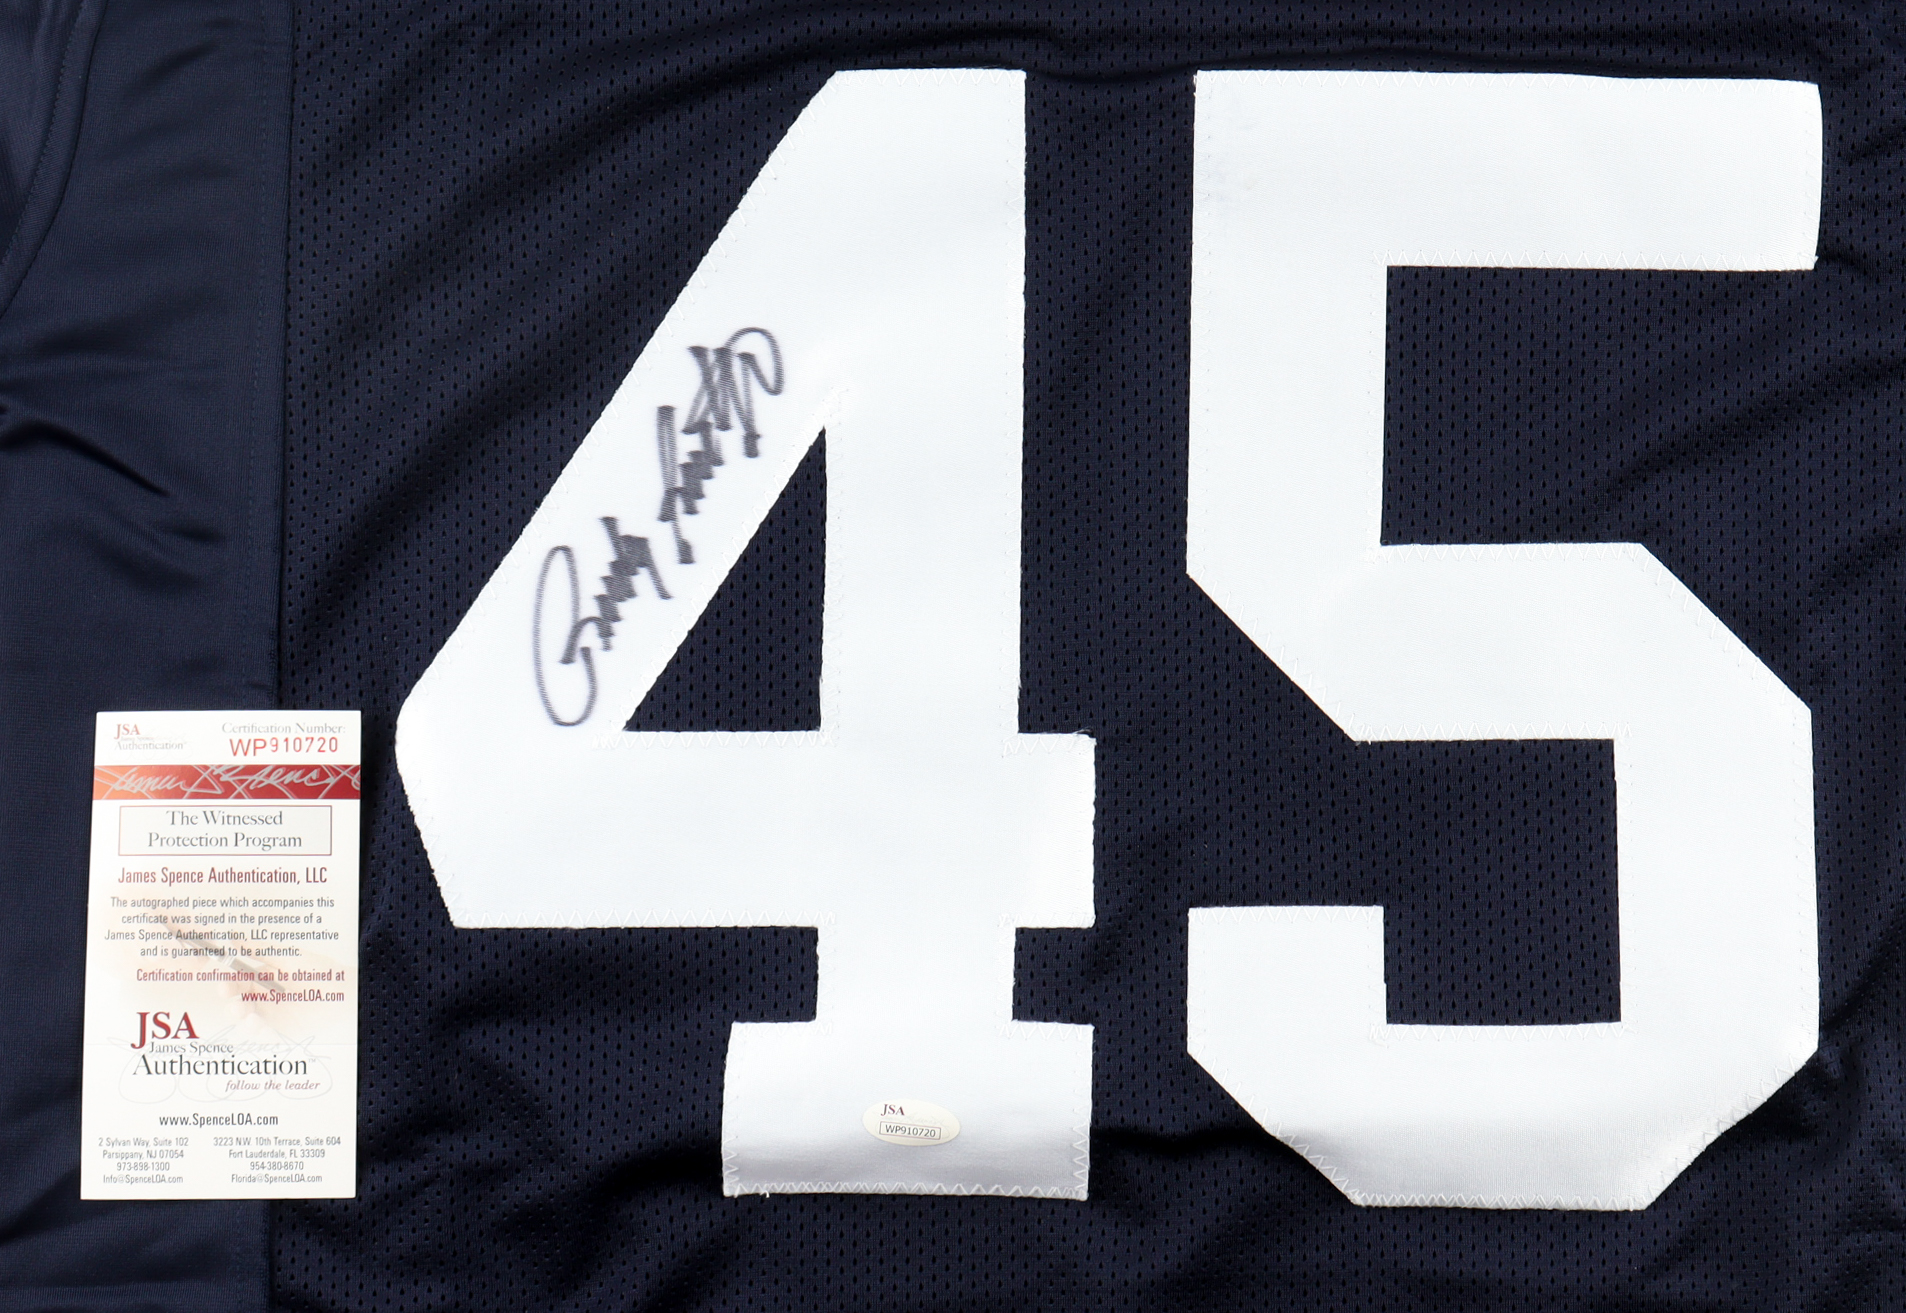 45
JSA
James Spence
Authentication
Certification Number:
WP910720
The Witnessed
Protection Program
James Spence Authentication, LLC
The autographed piece which accompanies this
certificate was signed in the presence of a
James Spence Authentication, LLC representative
and is guaranteed to be authentic.
Certification confirmation can be obtained at
www.SpenceLOA.com
JSA
James Spence
Authentication™
follow the leader
www.SpenceLOA.com
2 Sylvan Way, Suite 102
Parsippany, NJ 07054
973-898-1300
Info@SpenceLOA.com
3223 N.W. 10th Terrace, Suite 604
Fort Lauderdale, FL 33309
954-380-8670
Florida@SpenceLOA.com
JSA
WP910720